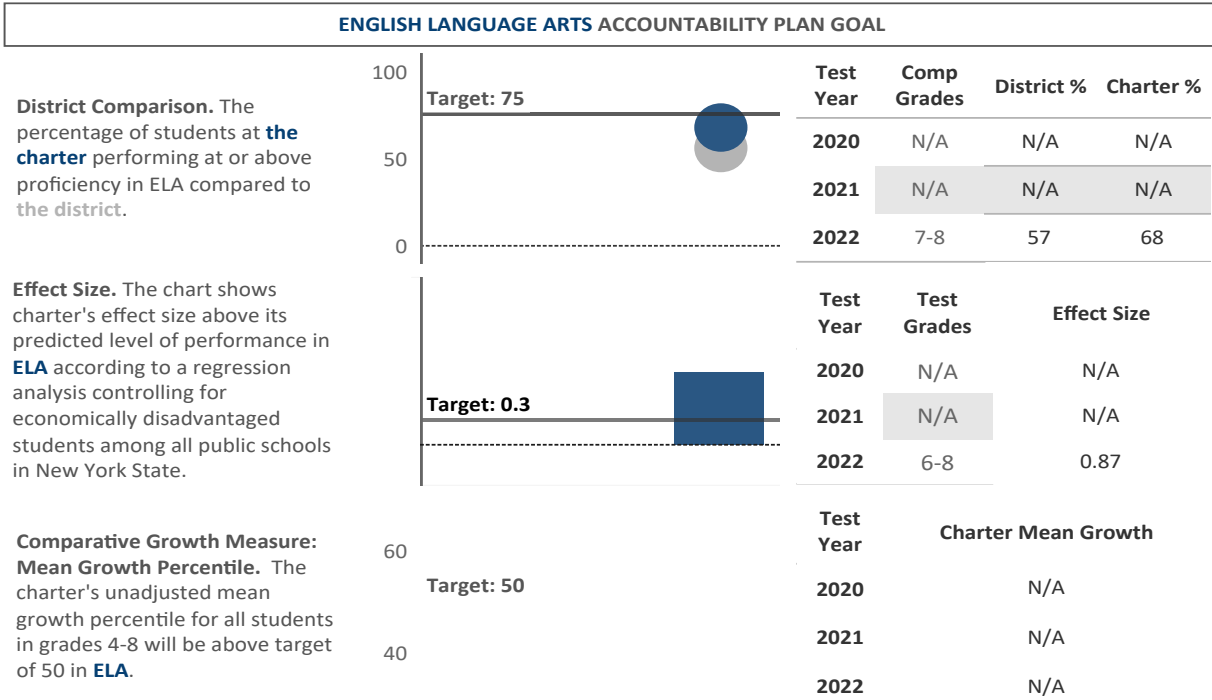 ENGLISH LANGUAGE ARTS ACCOUNTABILITY PLAN GOAL
District Comparison. The
percentage of students at the
charter performing at or above
proficiency in ELA compared to
the district.
100
50
0
Target: 75
Test Year Comp Grades District % Charter %
2020 N/A N/A N/A
2021 N/A N/A N/A
2022 7-8 57 68
Effect Size. The chart shows
charter's effect size above its
predicted level of performance in
ELA according to a regression
analysis controlling for
economically disadvantaged
students among all public schools
in New York State.
Target: 0.3
Test Year Test Grades Effect Size
2020 N/A N/A
2021 N/A N/A
2022 6-8 0.87
Comparative Growth Measure:
Mean Growth Percentile. The
charter's unadjusted mean
growth percentile for all students
in grades 4-8 will be above target
of 50 in ELA.
60
40
Target: 50
Test Year Charter Mean Growth
2020 N/A
2021 N/A
2022 N/A